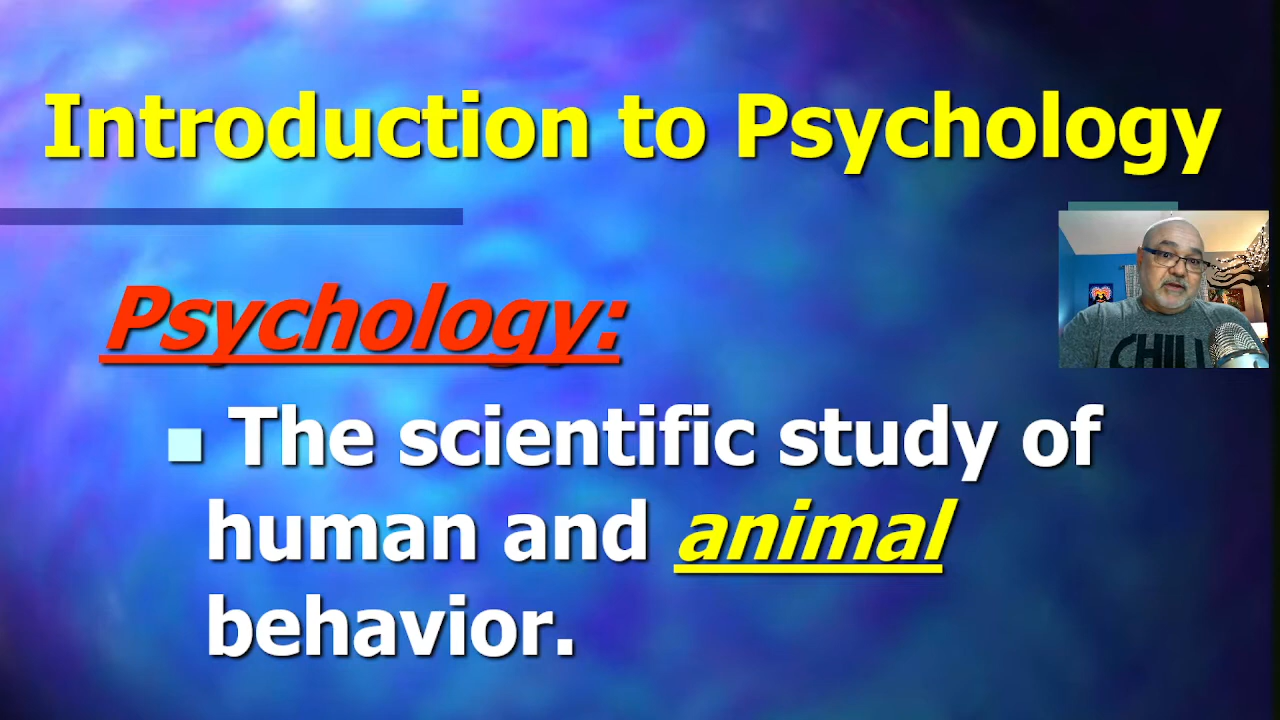 Introduction to Psychology
Psychology:
The scientific study of
human and animal
behavior.
CHILL